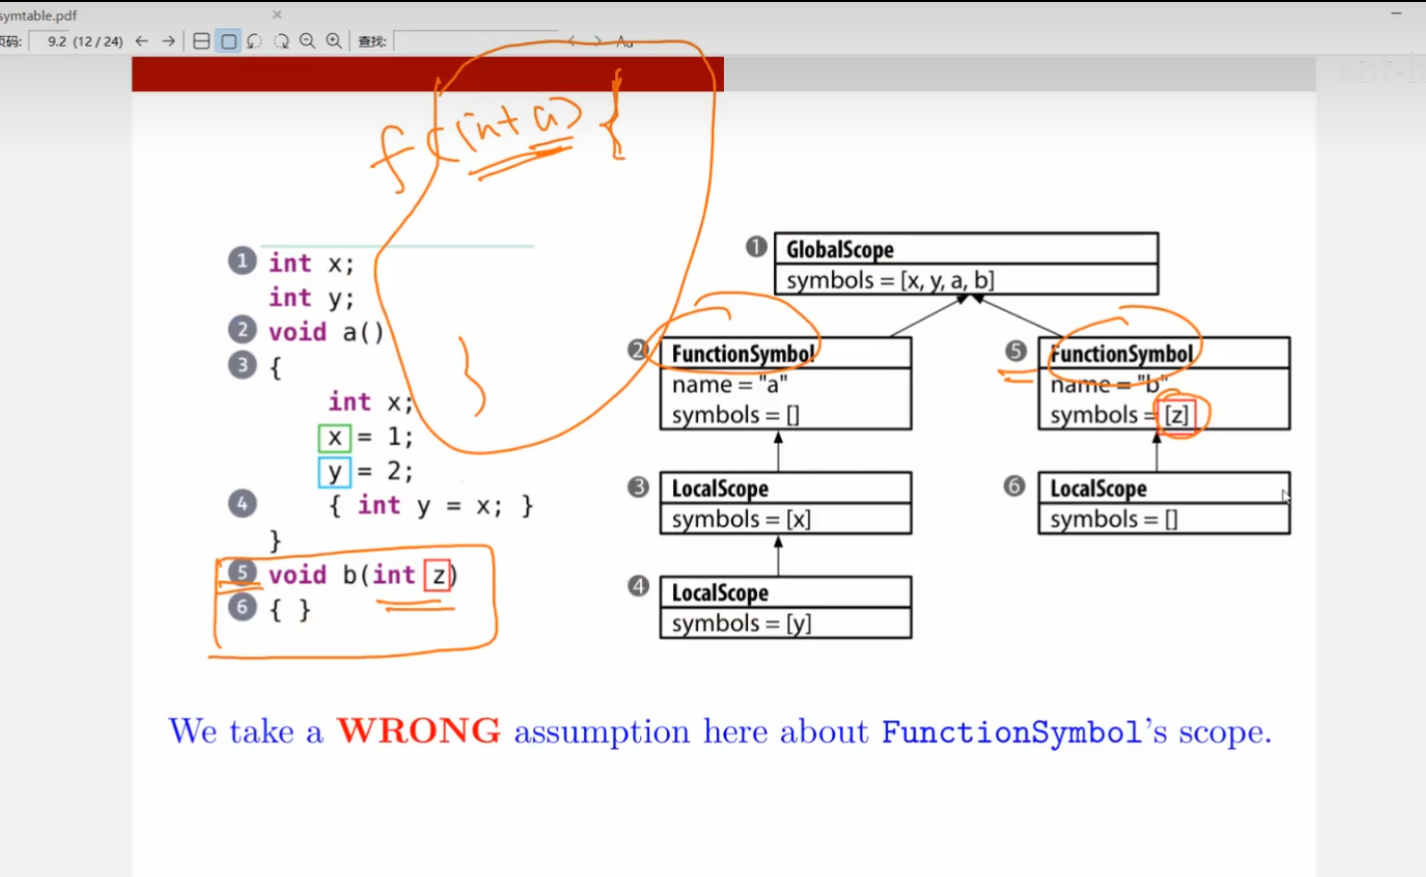 symtable.pdf
页码: 9.2 (12 / 24) 查找: Aa
ant-h
f(int a) {
}
1 int x;
int y;
2 void a()
3 {
int x;
x = 1;
y = 2;
4 { int y = x; }
}
5 void b(int z)
6 { }
1 GlobalScope
symbols = [x, y, a, b]
2 FunctionSymbol
name = "a"
symbols = []
3 LocalScope
symbols = [x]
4 LocalScope
symbols = [y]
5 FunctionSymbol
name = "b"
symbols = [z]
6 LocalScope
symbols = []
We take a WRONG assumption here about FunctionSymbol's scope.